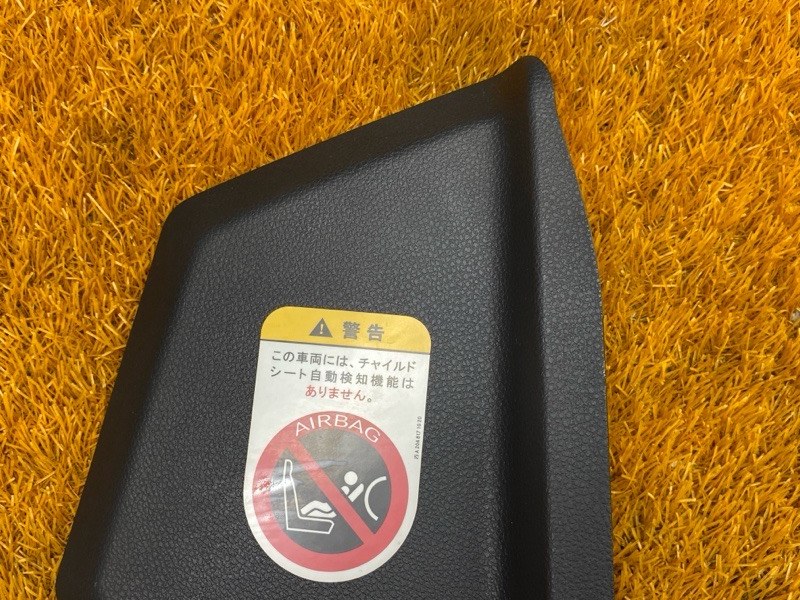 警告
この車両には、チャイルド
シート自動検知機能は
ありません。
AIRBAG